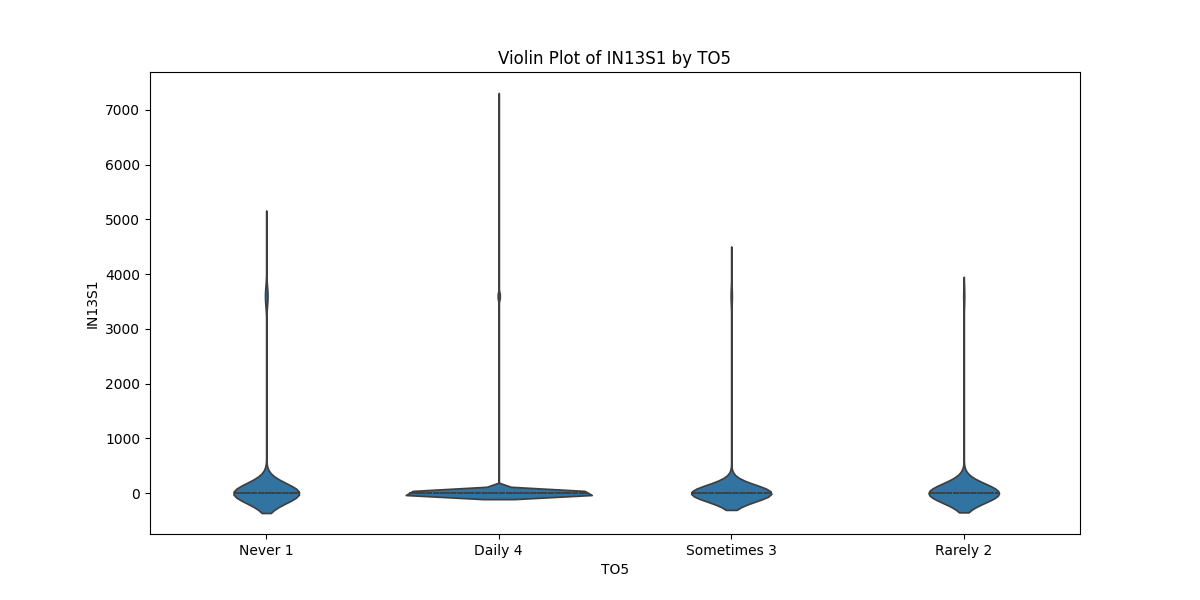 Violin Plot of IN13S1 by TO5
7000
6000
5000
4000
3000
2000
1000
0
IN13S1
Never 1
Daily 4
Sometimes 3
Rarely 2
TO5